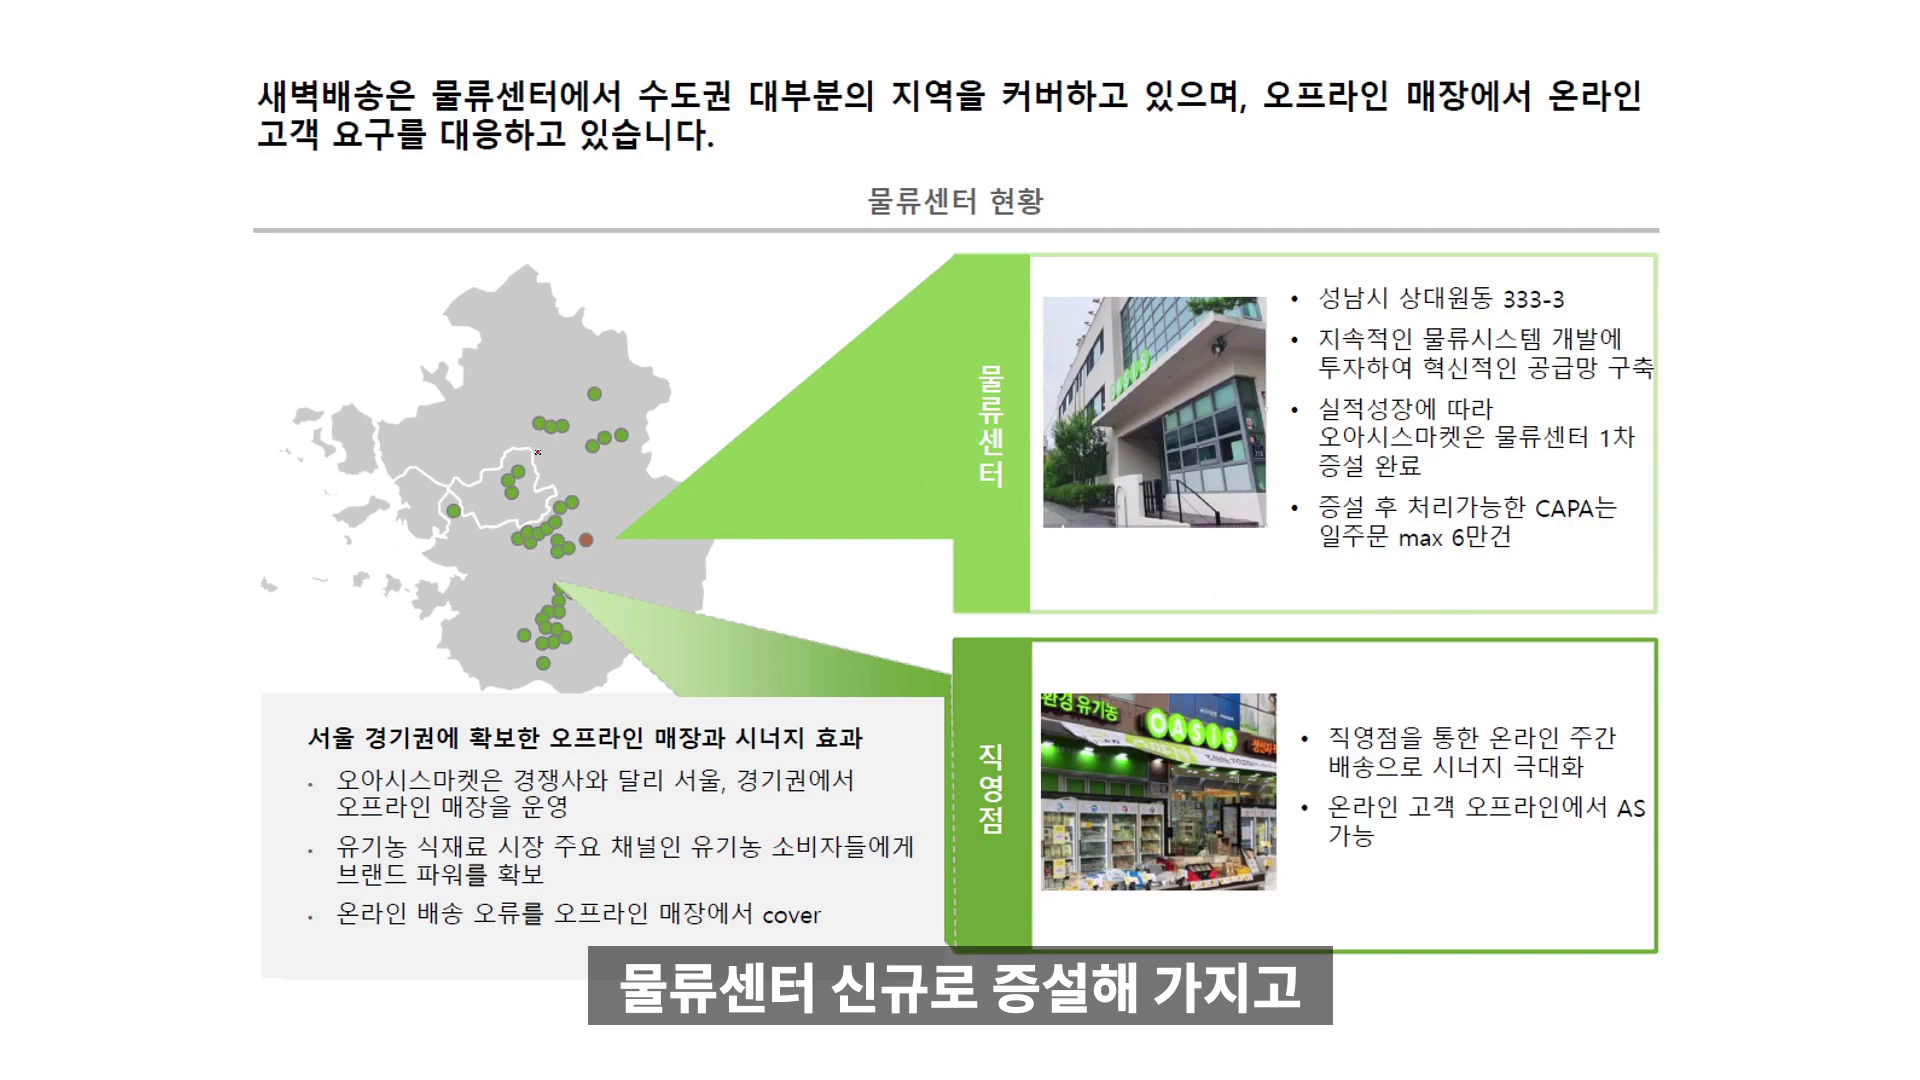 새벽배송은 물류센터에서 수도권 대부분의 지역을 커버하고 있으며, 오프라인 매장에서 온라인
고객 요구를 대응하고 있습니다.
물류센터 현황
물류센터
OASIS
• 성남시 상대원동 333-3
• 지속적인 물류시스템 개발에
투자하여 혁신적인 공급망 구축
• 실적성장에 따라
오아시스마켓은 물류센터 1차
증설 완료
• 증설 후 처리가능한 CAPA는
일주문 max 6만건
직영점
환경 유기농
OASIS
• 직영점을 통한 온라인 주간
배송으로 시너지 극대화
• 온라인 고객 오프라인에서 AS
가능
서울 경기권에 확보한 오프라인 매장과 시너지 효과
• 오아시스마켓은 경쟁사와 달리 서울, 경기권에서
오프라인 매장을 운영
• 유기농 식재료 시장 주요 채널인 유기농 소비자들에게
브랜드 파워를 확보
• 온라인 배송 오류를 오프라인 매장에서 cover
물류센터 신규로 증설해 가지고